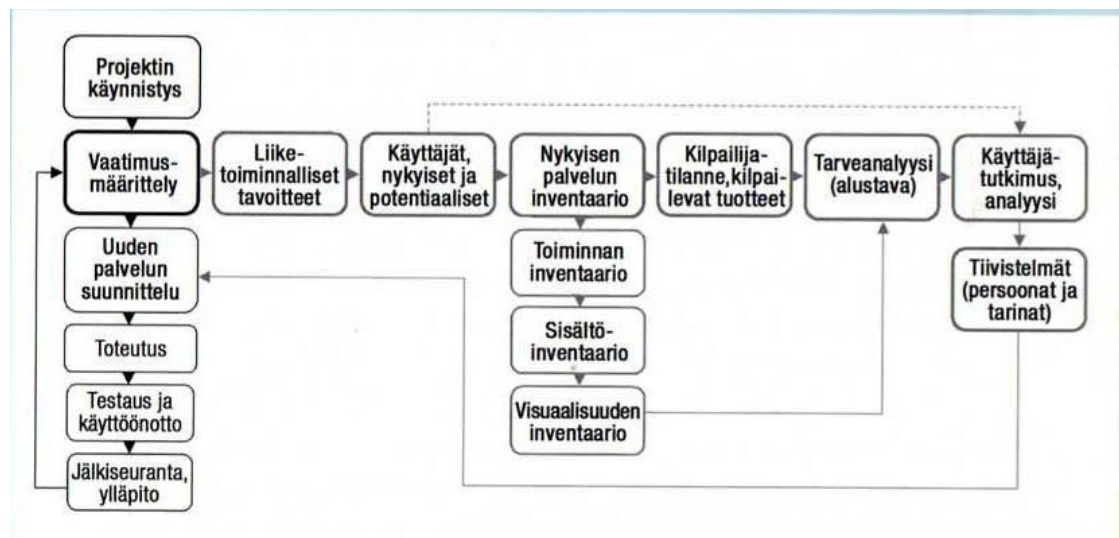 Projektin
käynnistys
Vaatimus-
määrittely
Liike-
toiminnalliset
tavoitteet
Käyttäjät,
nykyiset ja
potentiaaliset
Nykyisen
palvelun
inventaario
Kilpailija-
tilanne, kilpai-
levat tuotteet
Tarveanalyysi
(alustava)
Käyttäjä-
tutkimus,
analyysi
Uuden
palvelun
suunnittelu
Toiminnan
inventaario
Tiivistelmät
(persoonat ja
tarinat)
Toteutus
Sisältö-
inventaario
Testaus ja
käyttöönotto
Visuaalisuuden
inventaario
Jälkiseuranta,
ylläpito